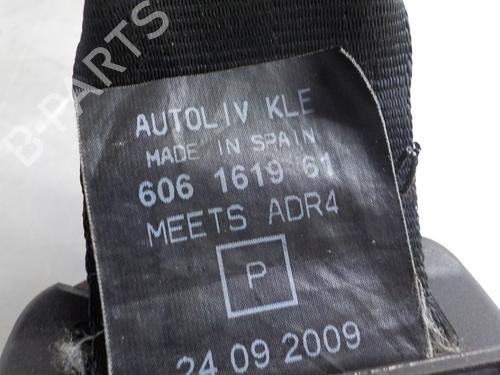 B-PARTS
AUTOLIV KLE
MADE IN SPAIN
606 1619 61
MEETS ADR4
P
24 09 2009